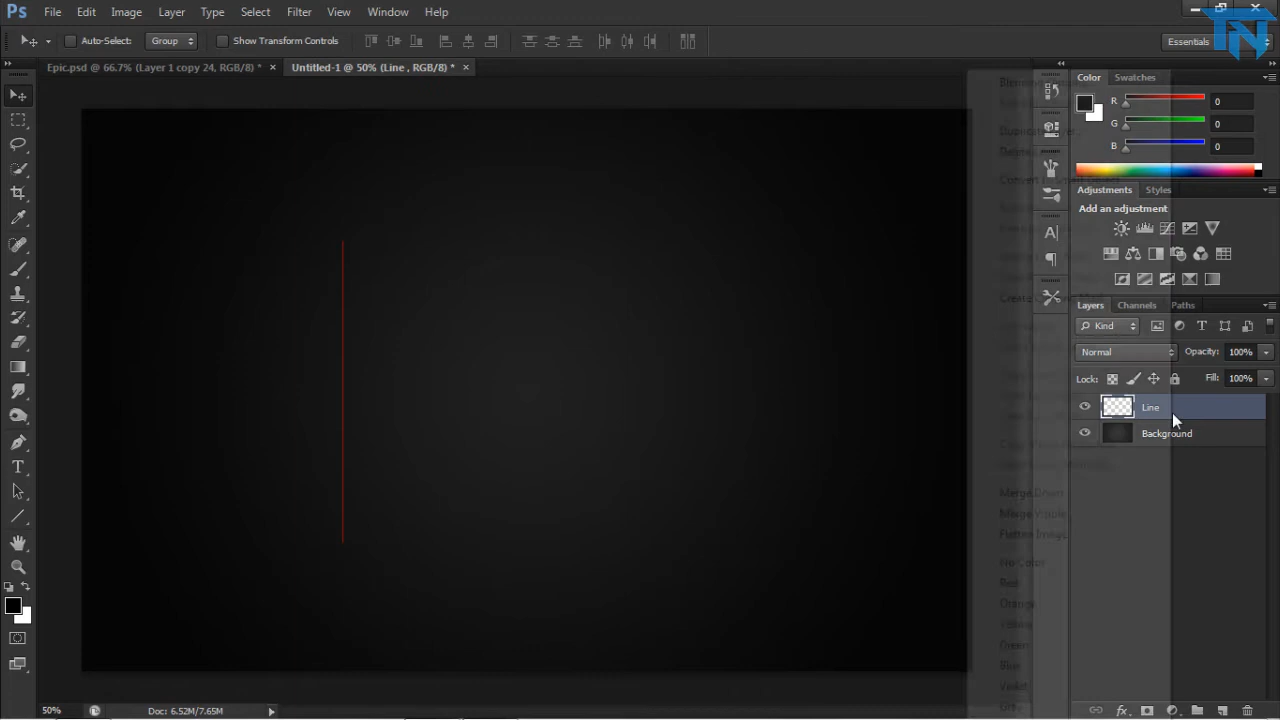 Ps File Edit Image Layer Type Select Filter View Window Help
TN
Auto-Select: Group Show Transform Controls Essentials
Epic.psd @ 66.7% (Layer 1 copy 24, RGB/8) * × Untitled-1 @ 50% (Line , RGB/8) * ×
Color Swatches
R 0
G 0
B 0
Adjustments Styles
Add an adjustment
Layers Channels Paths
Kind
Normal Opacity: 100%
Lock: Fill: 100%
Line
Background
Merge Down
Merge Visible
Flatten Image
No Color
Red
Orange
Yellow
Green
Blue
Violet
Gray
50% Doc: 6.52M/7.65M